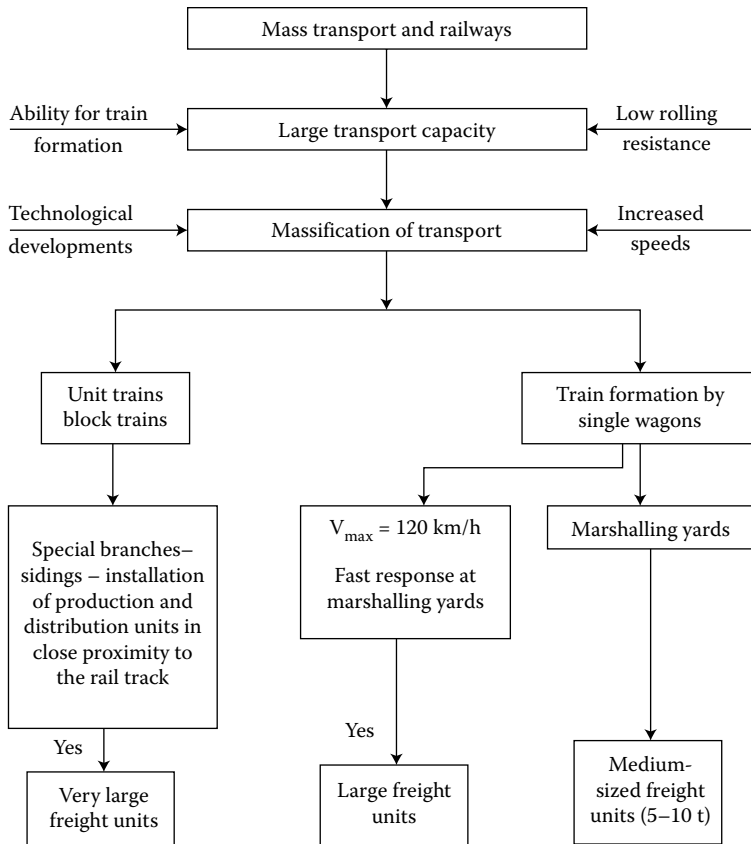 Mass transport and railways
Ability for train
formation
Large transport capacity
Low rolling
resistance
Technological
developments
Massification of transport
Increased
speeds
Unit trains
block trains
Train formation by
single wagons
Special branches–
sidings – installation
of production and
distribution units in
close proximity to
the rail track
V_max = 120 km/h
Fast response at
marshalling yards
Marshalling yards
Yes
Very large
freight units
Yes
Large freight
units
Medium-
sized freight
units (5–10 t)